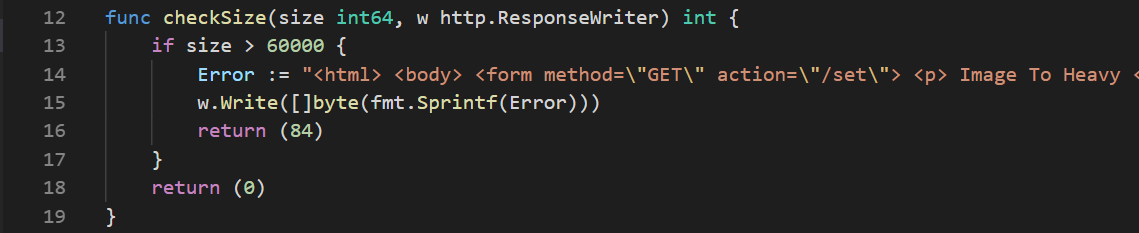 12 func checkSize(size int64, w http.ResponseWriter) int {
13 if size > 60000 {
14 Error := "<html> <body> <form method=\"GET\" action=\"/set\"> <p> Image To Heavy <
15 w.Write([]byte(fmt.Sprintf(Error)))
16 return (84)
17 }
18 return (0)
19 }